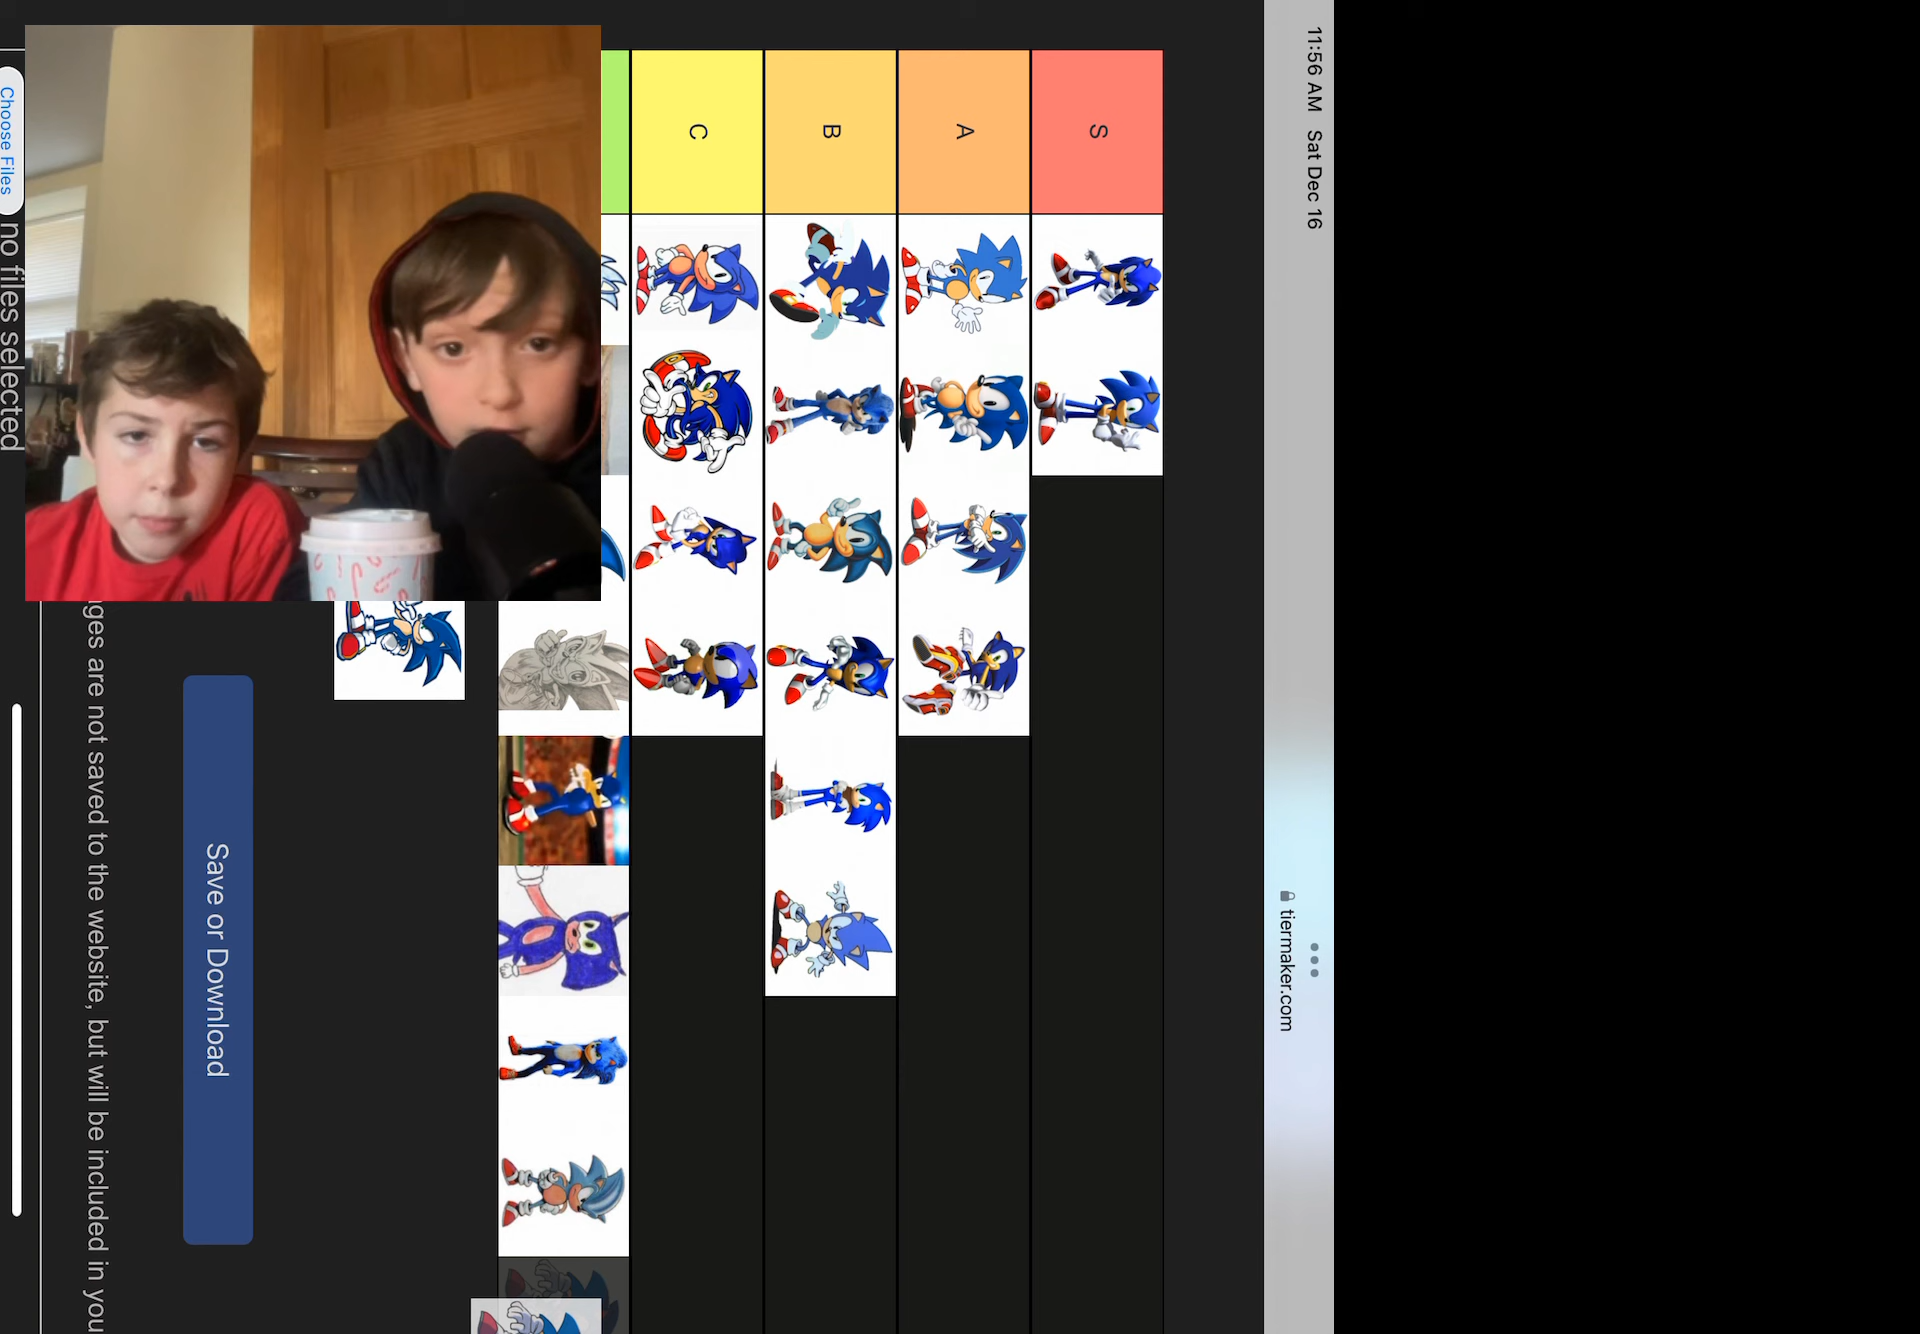 11:56 AM Sat Dec 16
tiermaker.com
S
A
B
C
Save or Download
ges are not saved to the website, but will be included in you
Choose Files no files selected